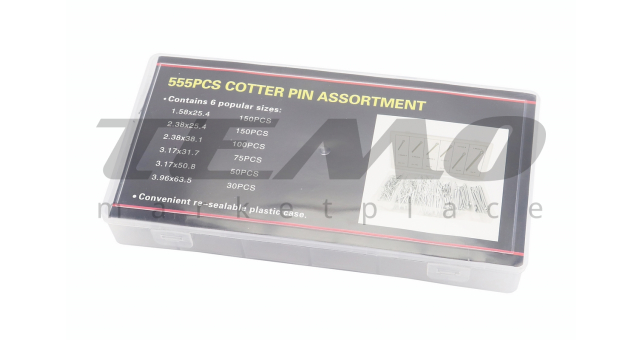 555PCS COTTER PIN ASSORTMENT
• Contains 6 popular sizes:
1.58x25.4 150PCS
2.38x25.4 150PCS
2.38x38.1 100PCS
3.17x31.7 75PCS
3.17x50.8 50PCS
3.96x63.5 30PCS
• Convenient re-sealable plastic case.
TEMO
marketplace